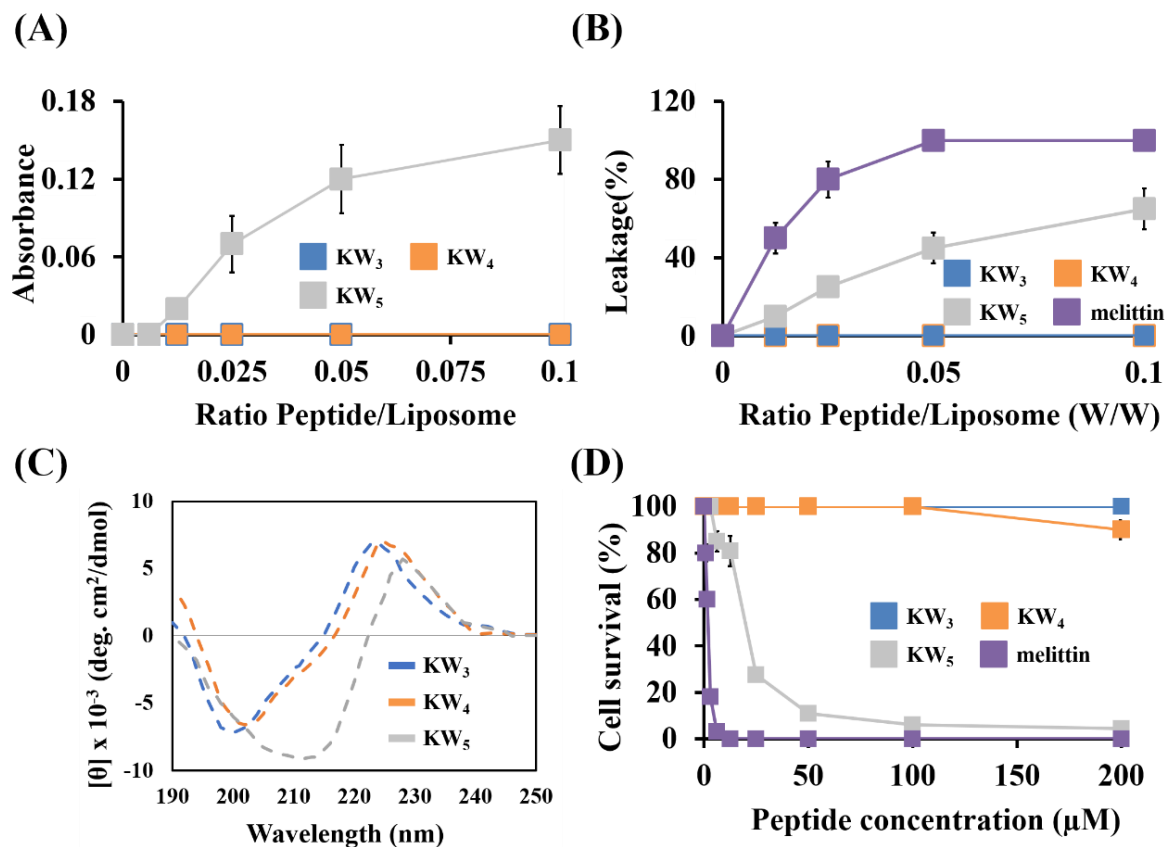 (A)
0.18
0.12
0.06
0
Absorbance
KW₃ KW₄
KW₅
0 0.025 0.05 0.075 0.1
Ratio Peptide/Liposome
(B)
120
80
40
0
Leakage(%)
KW₃ KW₄
KW₅ melittin
0 0.05 0.1
Ratio Peptide/Liposome (W/W)
(C)
10
5
0
-5
-10
[θ] x 10⁻³ (deg. cm²/dmol)
KW₃
KW₄
KW₅
190 200 210 220 230 240 250
Wavelength (nm)
(D)
100
80
60
40
20
0
Cell survival (%)
KW₃ KW₄
KW₅ melittin
0 50 100 150 200
Peptide concentration (µM)